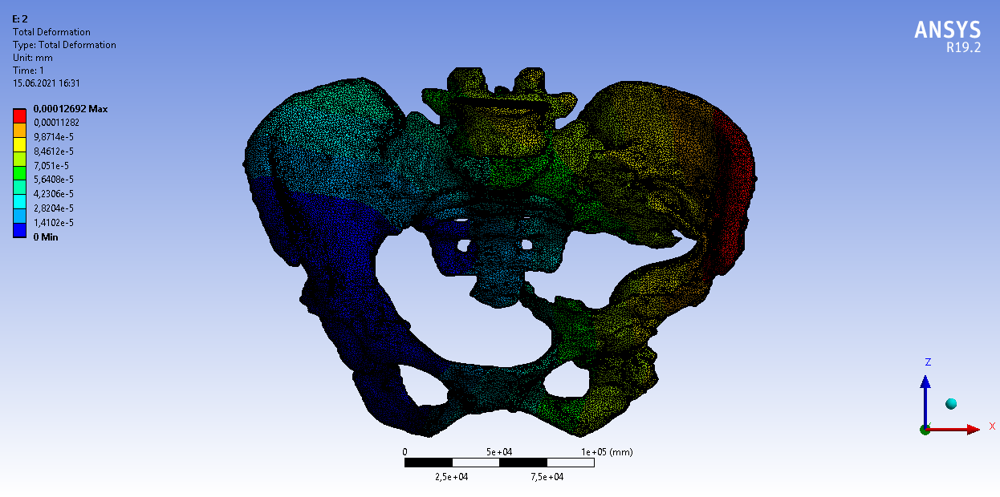 E: 2
Total Deformation
Type: Total Deformation
Unit: mm
Time: 1
15.06.2021 16:31
0,00012692 Max
0,00011282
9,8714e-5
8,4612e-5
7,051e-5
5,6408e-5
4,2306e-5
2,8204e-5
1,4102e-5
0 Min
ANSYS
R19.2
0 5e+04 1e+05 (mm)
2,5e+04 7,5e+04
Z
X